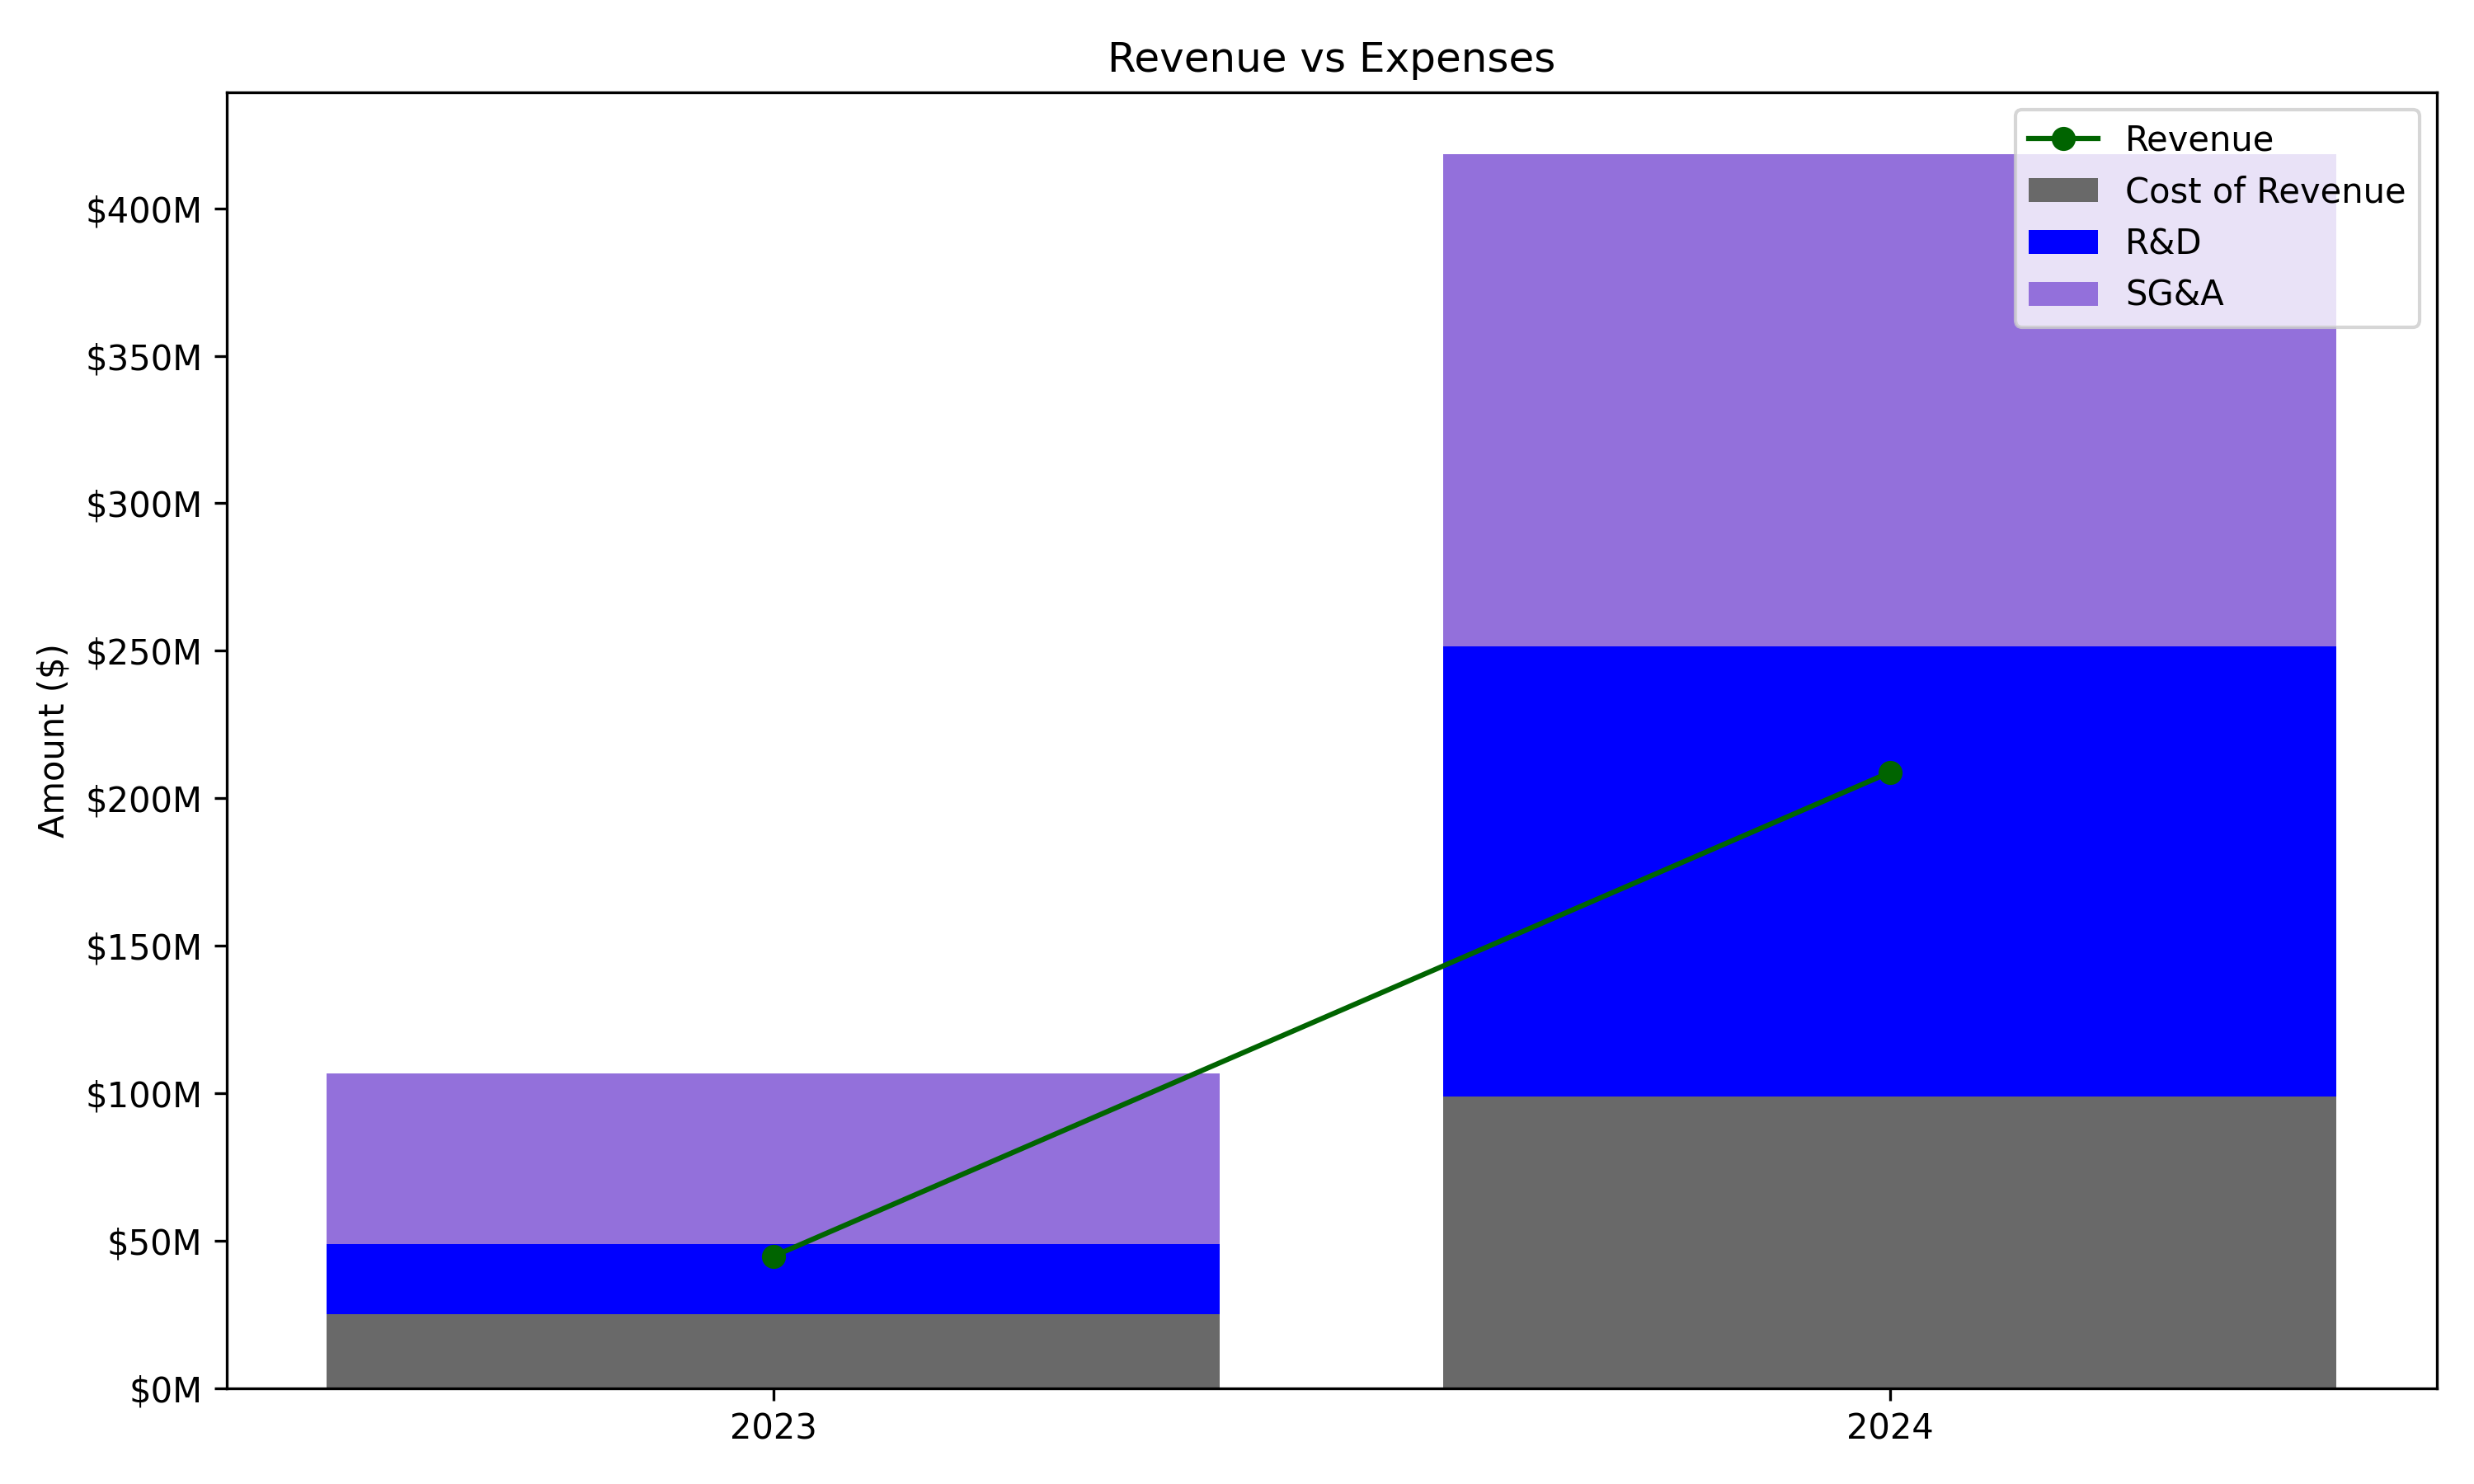 Revenue vs Expenses
Revenue
Cost of Revenue
R&D
SG&A
Amount ($)
$400M
$350M
$300M
$250M
$200M
$150M
$100M
$50M
$0M
2023
2024